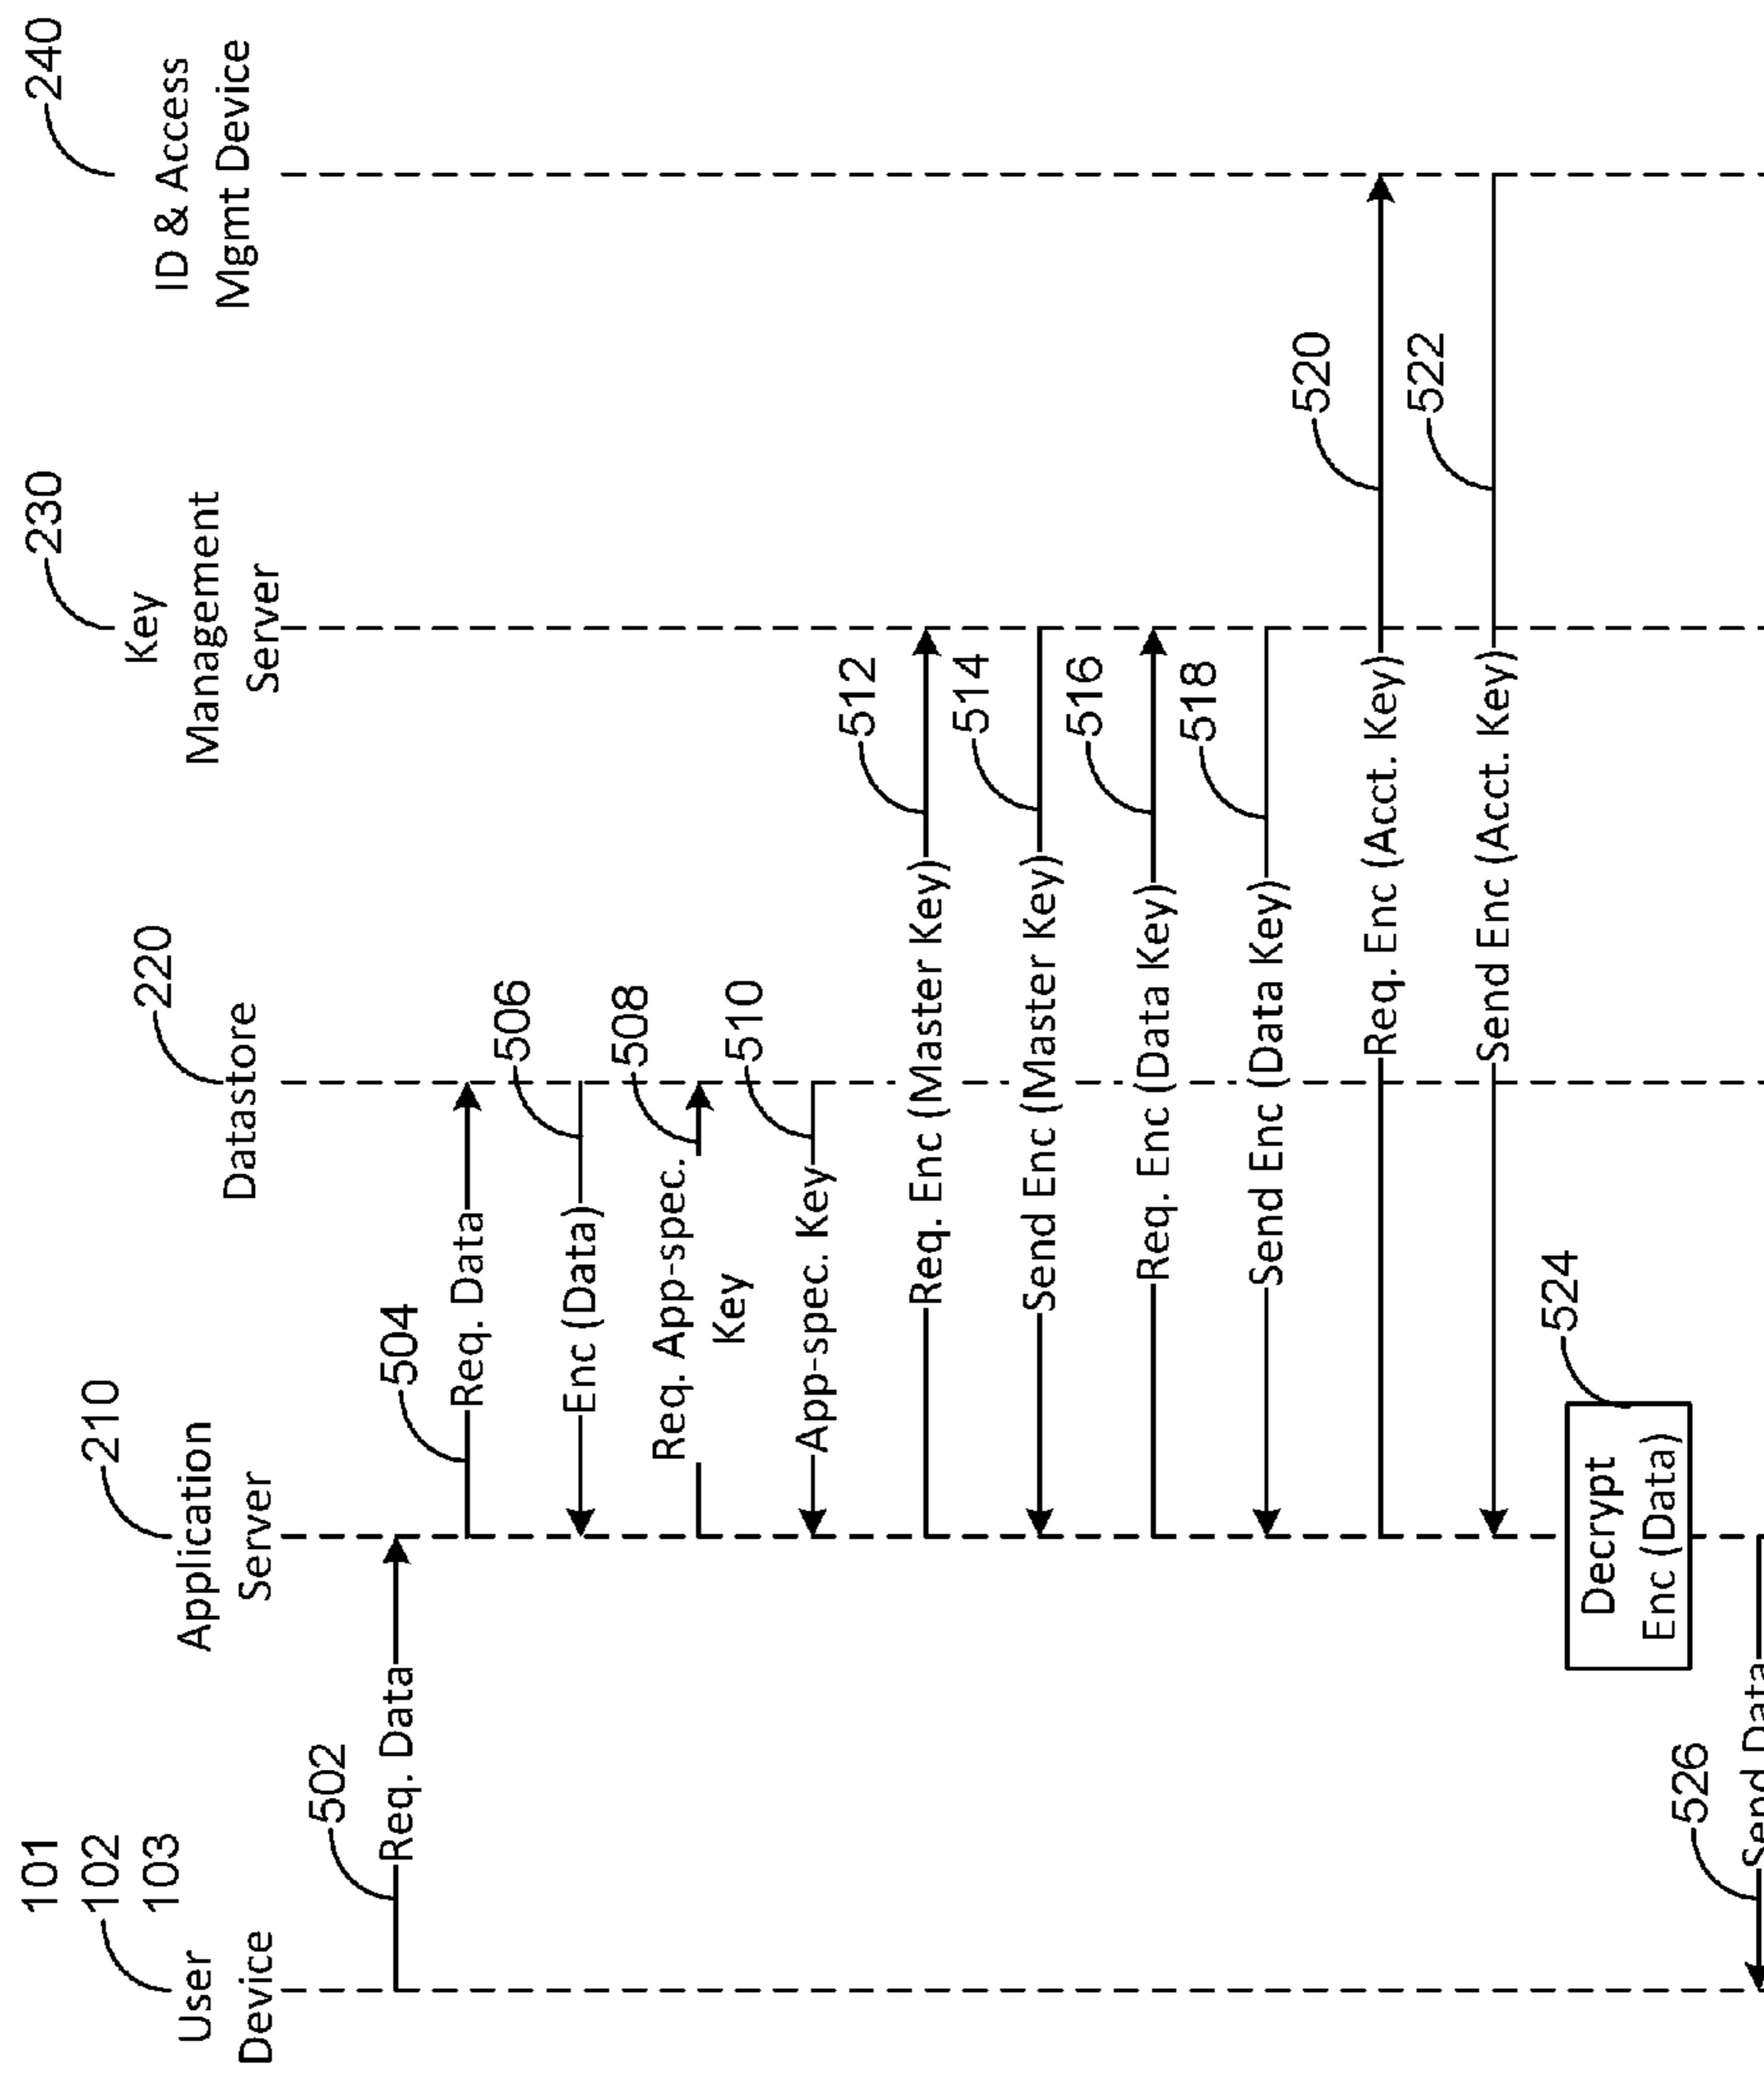 101
102
103
User
Device
210
Application
Server
220
Datastore
230
Key
Management
Server
240
ID & Access
Mgmt Device
502
Req. Data
504
Req. Data
506
Enc (Data)
508
Req. App-spec.
Key
510
App-spec. Key
512
Req. Enc (Master Key)
514
Send Enc (Master Key)
516
Req. Enc (Data Key)
518
Send Enc (Data Key)
520
Req. Enc (Acct. Key)
522
Send Enc (Acct. Key)
524
Decrypt
Enc (Data)
526
Send Data